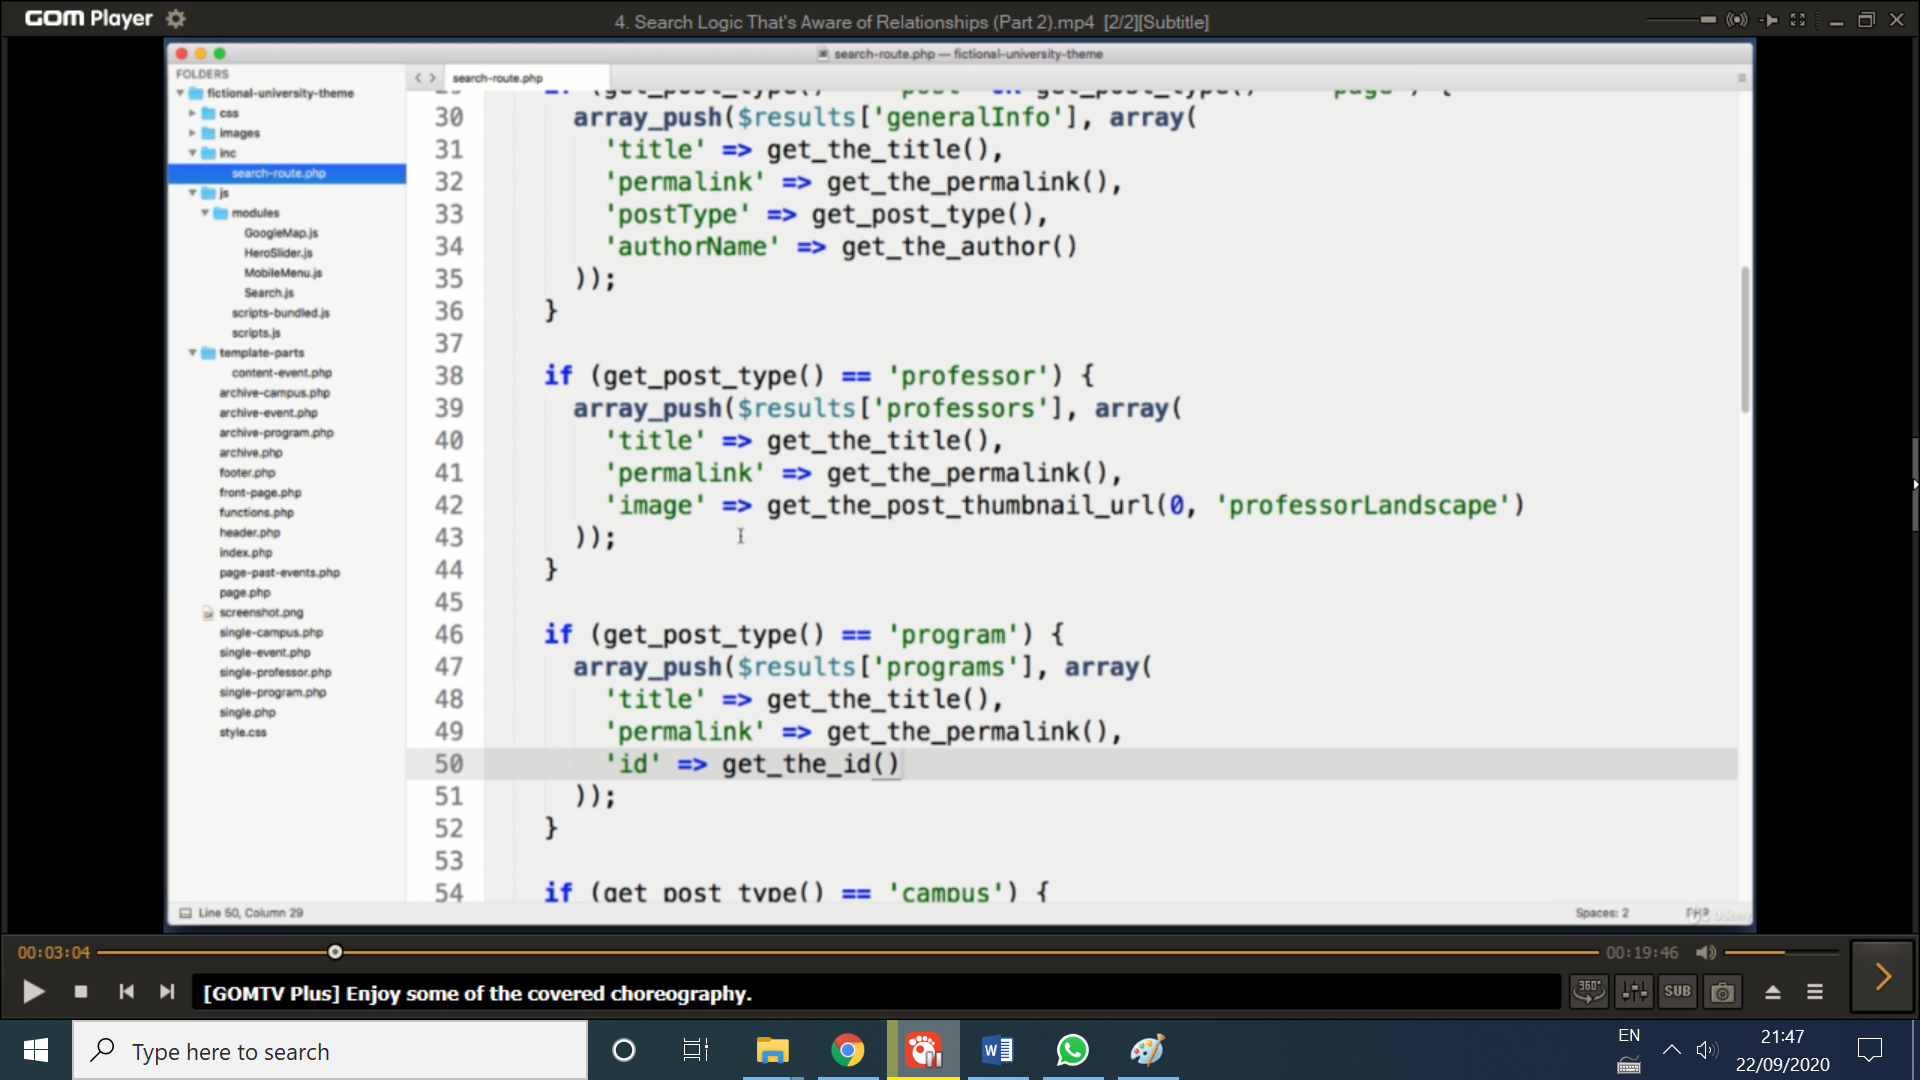 GOM Player
4. Search Logic That's Aware of Relationships (Part 2).mp4 [2/2][Subtitle]
search-route.php — fictional-university-theme
FOLDERS
fictional-university-theme
css
images
inc
search-route.php
js
modules
GoogleMap.js
HeroSlider.js
MobileMenu.js
Search.js
scripts-bundled.js
scripts.js
template-parts
content-event.php
archive-campus.php
archive-event.php
archive-program.php
archive.php
footer.php
front-page.php
functions.php
header.php
index.php
page-past-events.php
page.php
screenshot.png
single-campus.php
single-event.php
single-professor.php
single-program.php
single.php
style.css
search-route.php
30 array_push($results['generalInfo'], array(
31 'title' => get_the_title(),
32 'permalink' => get_the_permalink(),
33 'postType' => get_post_type(),
34 'authorName' => get_the_author()
35 ));
36 }
37
38 if (get_post_type() == 'professor') {
39 array_push($results['professors'], array(
40 'title' => get_the_title(),
41 'permalink' => get_the_permalink(),
42 'image' => get_the_post_thumbnail_url(0, 'professorLandscape')
43 ));
44 }
45
46 if (get_post_type() == 'program') {
47 array_push($results['programs'], array(
48 'title' => get_the_title(),
49 'permalink' => get_the_permalink(),
50 'id' => get_the_id()
51 ));
52 }
53
54 if (get_post_type() == 'campus') {
Line 50, Column 29
Spaces: 2
PHP
Udemy
00:03:04
00:19:46
[GOMTV Plus] Enjoy some of the covered choreography.
360°
SUB
Type here to search
EN
21:47
22/09/2020